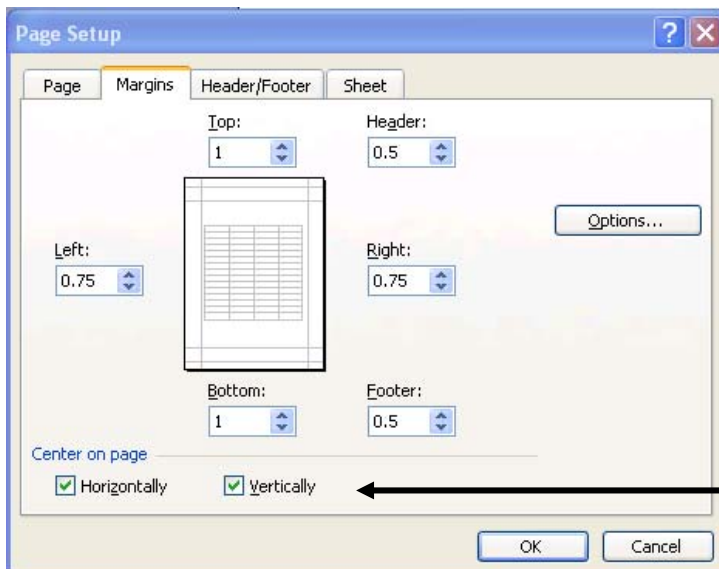 Page Setup
Page Margins Header/Footer Sheet
Top: Header:
1 0.5
Options...
Left: Right:
0.75 0.75
Bottom: Footer:
1 0.5
Center on page
Horizontally Vertically
OK Cancel